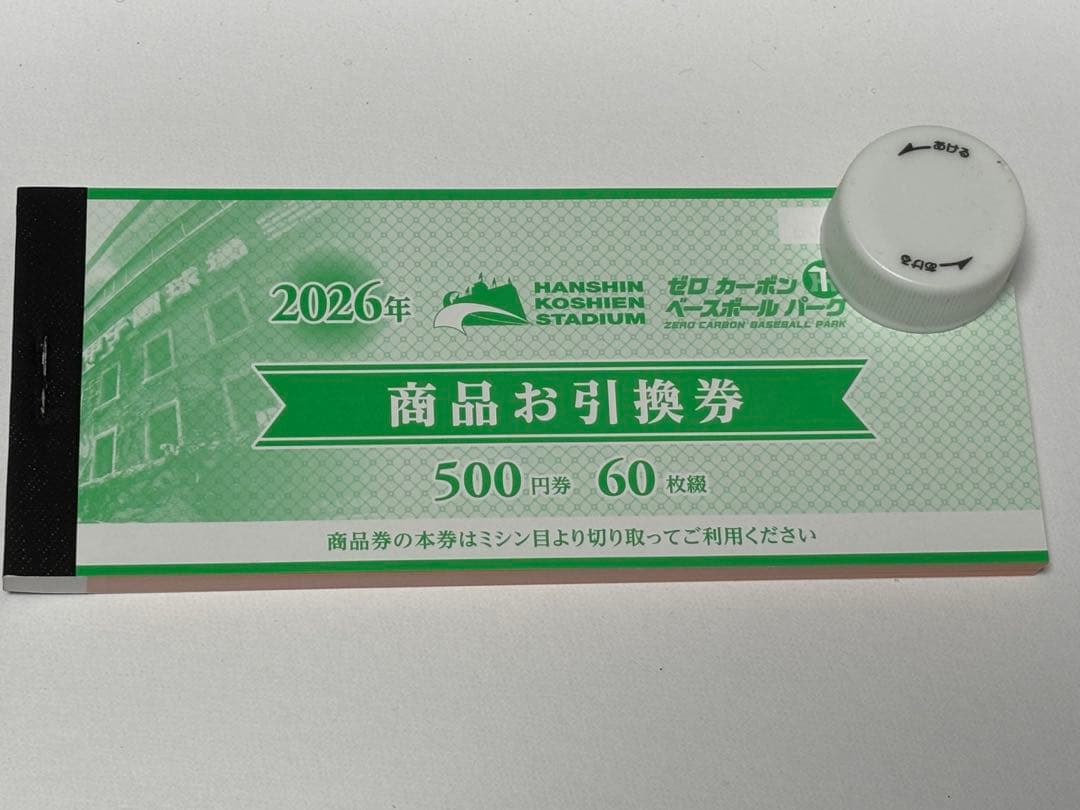 あける
あける
2026年
HANSHIN
KOSHIEN
STADIUM
ゼロ カーボン
ベースボール パーク
ZERO CARBON BASEBALL PARK
商品お引換券
500円券 60枚綴
商品券の本券はミシン目より切り取ってご利用ください